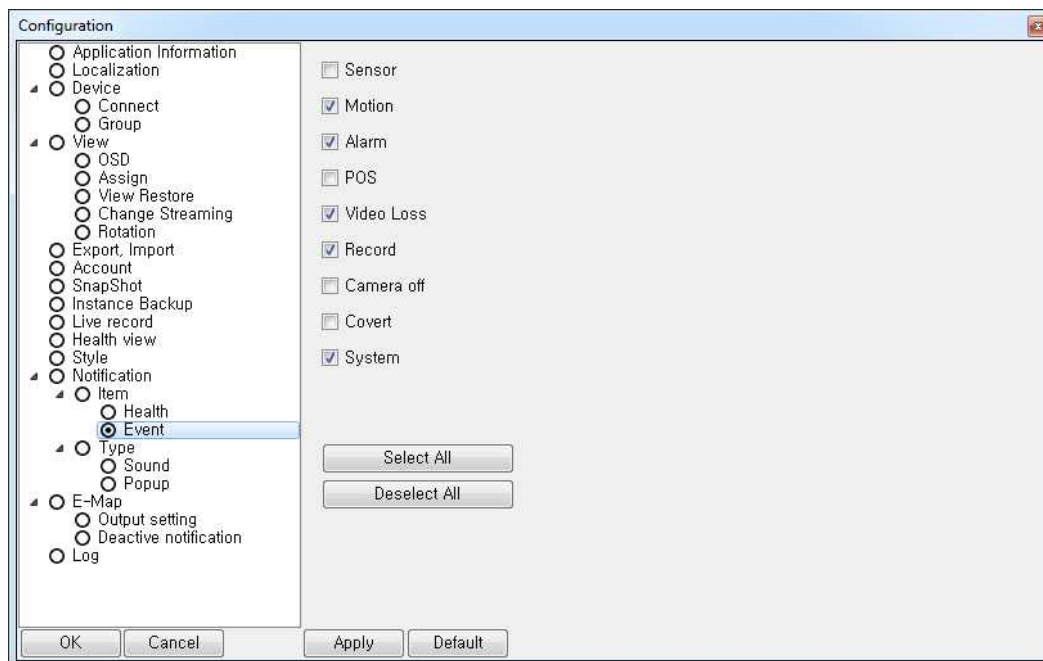 Configuration
Application Information
Localization
Device
Connect
Group
View
OSD
Assign
View Restore
Change Streaming
Rotation
Export, Import
Account
SnapShot
Instance Backup
Live record
Health view
Style
Notification
Item
Health
Event
Type
Sound
Popup
E-Map
Output setting
Deactive notification
Log
Sensor
Motion
Alarm
POS
Video Loss
Record
Camera off
Covert
System
Select All
Deselect All
OK
Cancel
Apply
Default